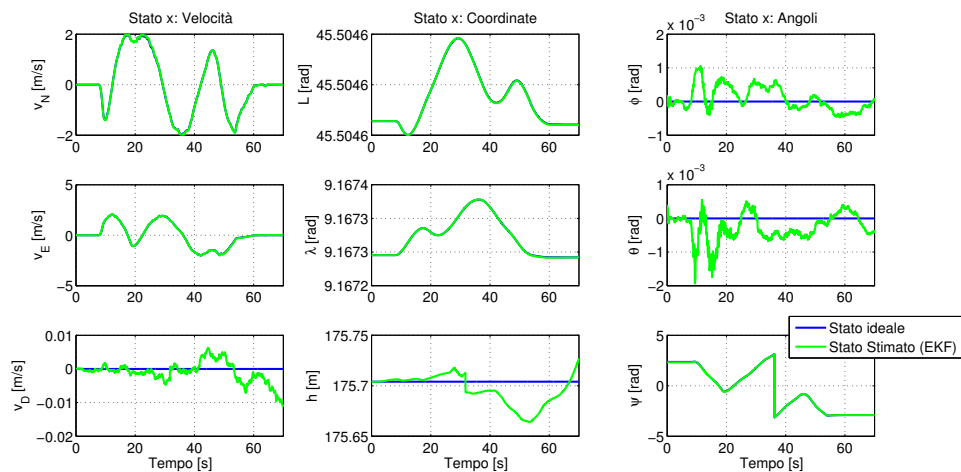 Stato x: Velocità
2
0
−2
v_N [m/s]
0 20 40 60
5
0
−5
v_E [m/s]
0 20 40 60
0.01
0
−0.01
−0.02
v_D [m/s]
0 20 40 60
Tempo [s]
Stato x: Coordinate
45.5046
45.5046
45.5046
L [rad]
0 20 40 60
9.1674
9.1673
9.1673
9.1672
λ [rad]
0 20 40 60
175.75
175.7
175.65
h [m]
0 20 40 60
Tempo [s]
Stato x: Angoli
x 10⁻³
2
1
0
−1
ϕ [rad]
0 20 40 60
x 10⁻³
1
0
−1
−2
θ [rad]
0 20 40 60
Stato ideale
Stato Stimato (EKF)
5
0
−5
ψ [rad]
0 20 40 60
Tempo [s]